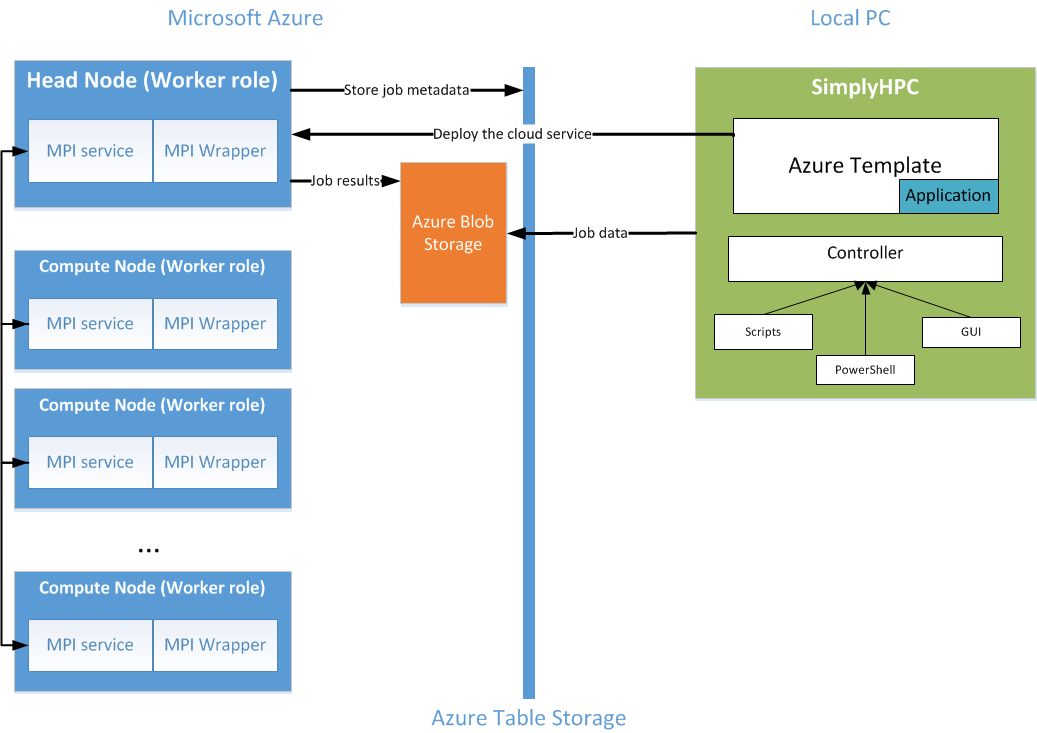 Microsoft Azure
Local PC
Head Node (Worker role)
MPI service
MPI Wrapper
Store job metadata
Deploy the cloud service
Job results
Azure Blob
Storage
Job data
SimplyHPC
Azure Template
Application
Controller
Scripts
PowerShell
GUI
Compute Node (Worker role)
MPI service
MPI Wrapper
Compute Node (Worker role)
MPI service
MPI Wrapper
...
Compute Node (Worker role)
MPI service
MPI Wrapper
Azure Table Storage